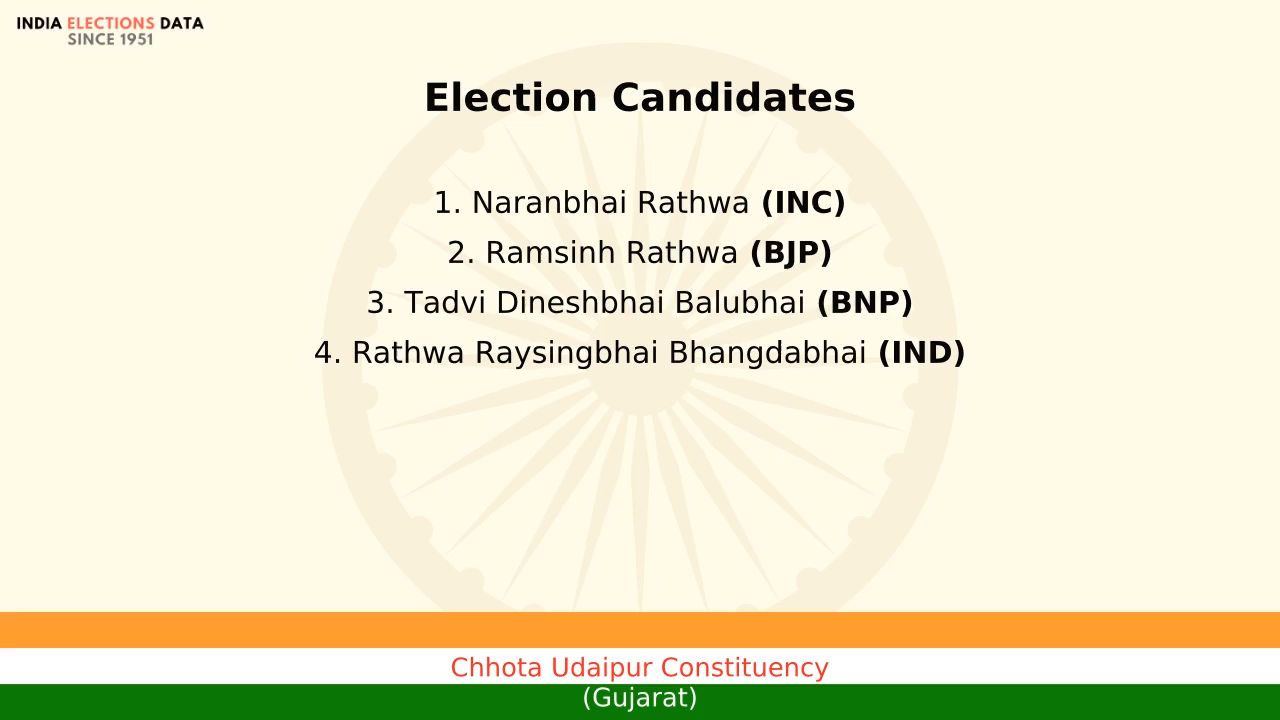 INDIA ELECTIONS DATA
SINCE 1951
Election Candidates
1. Naranbhai Rathwa (INC)
2. Ramsinh Rathwa (BJP)
3. Tadvi Dineshbhai Balubhai (BNP)
4. Rathwa Raysingbhai Bhangdabhai (IND)
Chhota Udaipur Constituency
(Gujarat)